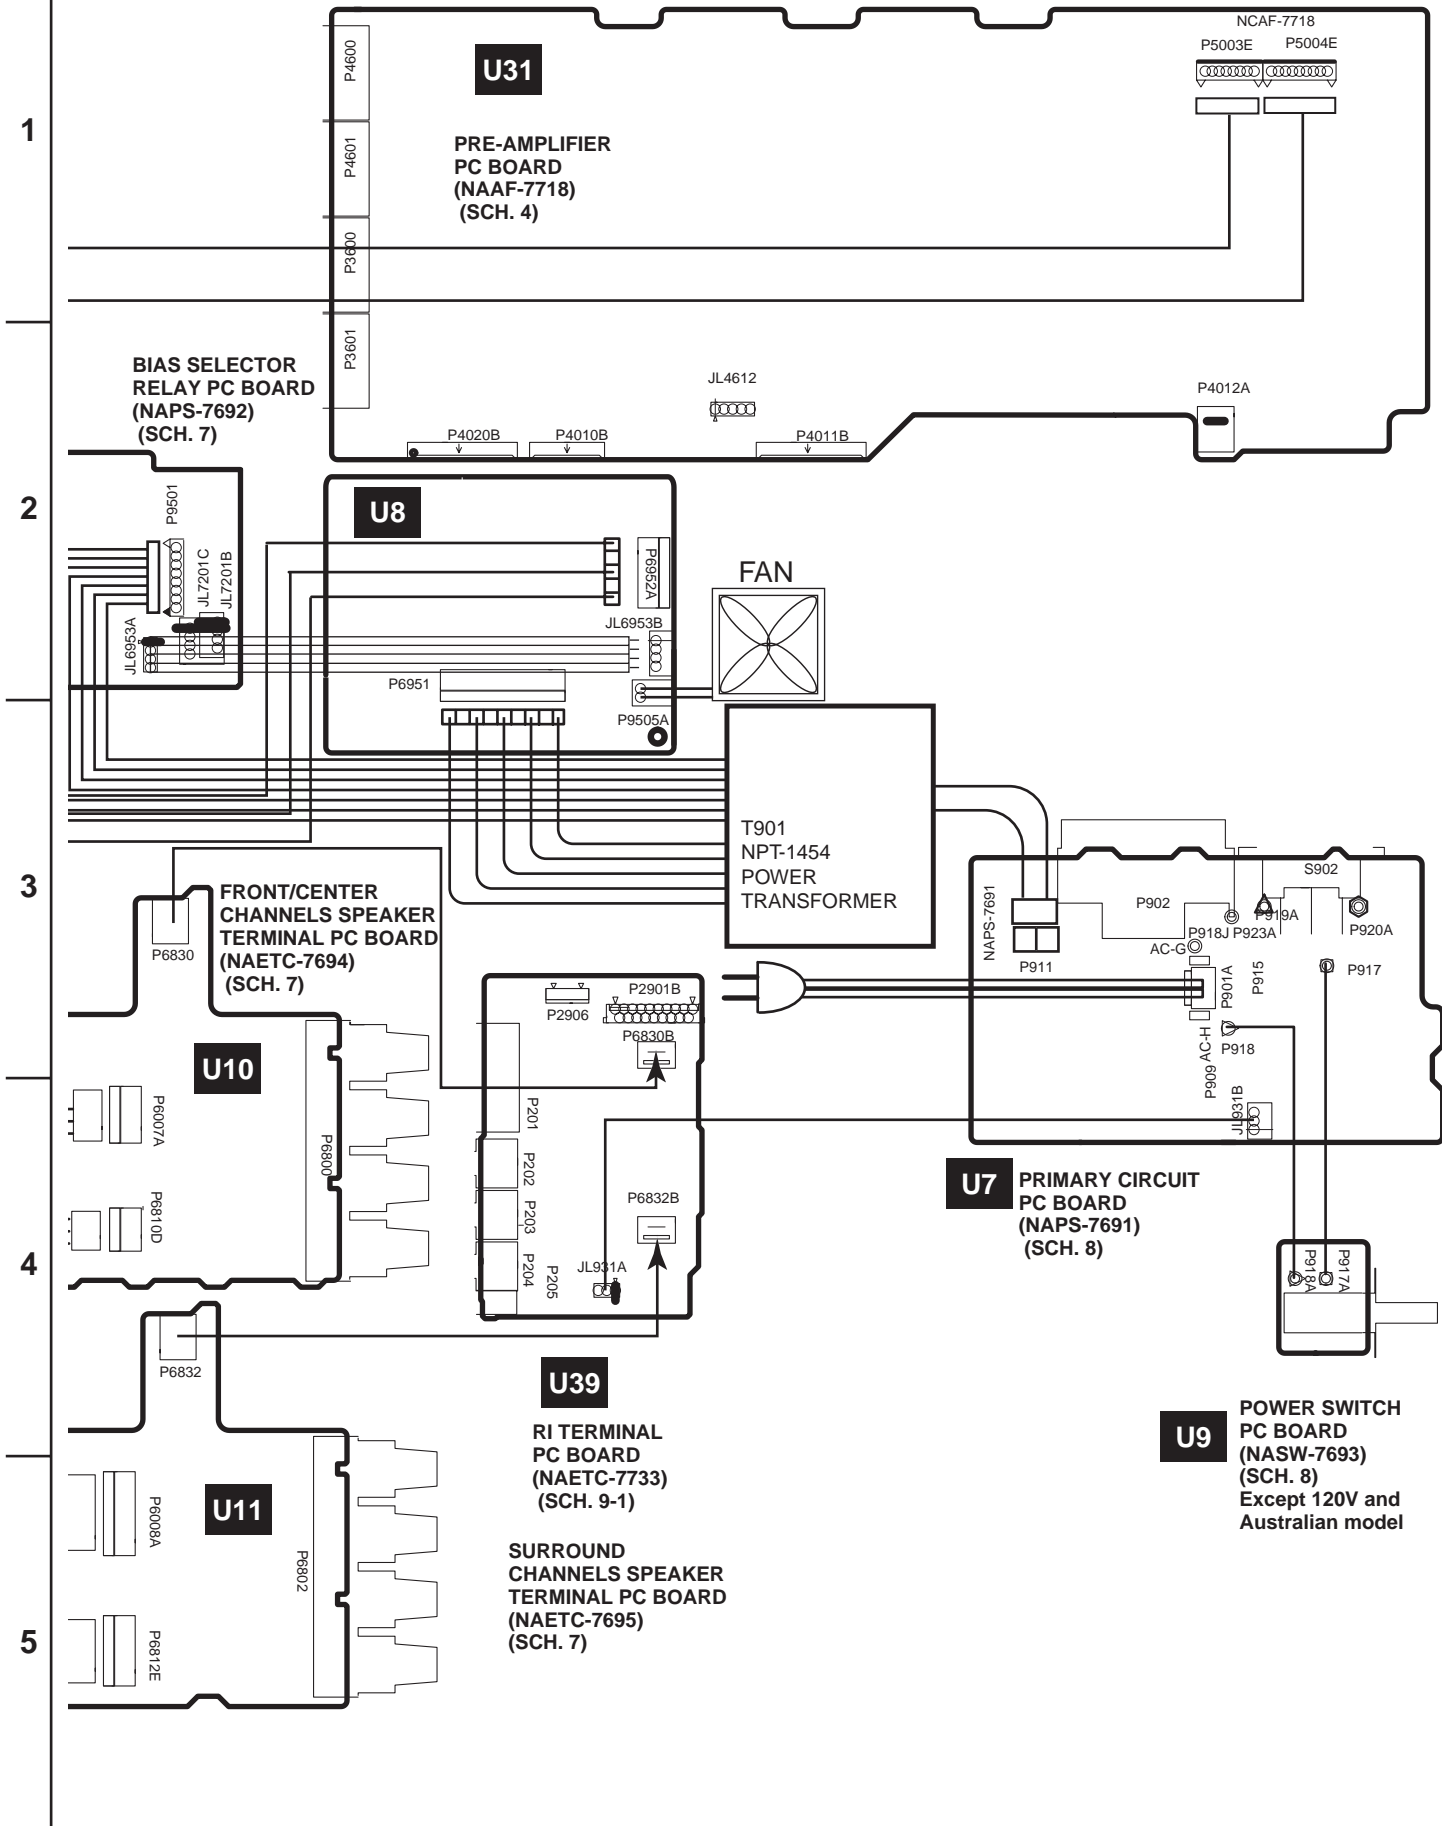 1
P4600
U31
NCAF-7718
P5003E
P5004E
P4601
PRE-AMPLIFIER
PC BOARD
(NAAF-7718)
(SCH. 4)
P3600
P3601
BIAS SELECTOR
RELAY PC BOARD
(NAPS-7692)
(SCH. 7)
JL4612
P4012A
P4020B
P4010B
P4011B
2
P9501
U8
JL7201C
JL7201B
P6952A
FAN
JL6953A
JL6953B
P6951
P9505A
3
T901
NPT-1454
POWER
TRANSFORMER
FRONT/CENTER
CHANNELS SPEAKER
TERMINAL PC BOARD
(NAETC-7694)
(SCH. 7)
P6830
NAPS-7691
P911
P902
S902
P919A
P920A
P918J
P923A
AC-G
P901A
P915
P917
AC-H
P918
P909
JL931B
P2906
P2901B
P6830B
U10
4
P6007A
P6800
P6810D
P201
P202
P203
P204
P205
P6832B
JL931A
U7
PRIMARY CIRCUIT
PC BOARD
(NAPS-7691)
(SCH. 8)
P918A
P917A
P6832
U39
RI TERMINAL
PC BOARD
(NAETC-7733)
(SCH. 9-1)
U9
POWER SWITCH
PC BOARD
(NASW-7693)
(SCH. 8)
Except 120V and
Australian model
U11
P6008A
P6802
SURROUND
CHANNELS SPEAKER
TERMINAL PC BOARD
(NAETC-7695)
(SCH. 7)
5
P6812E